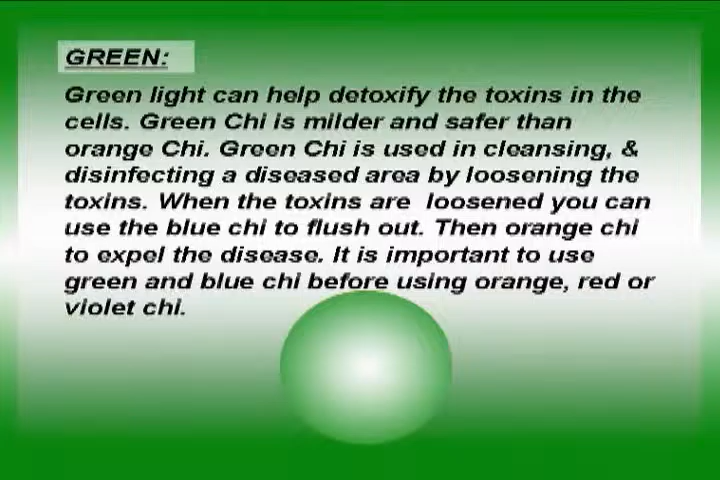 GREEN:
Green light can help detoxify the toxins in the
cells. Green Chi is milder and safer than
orange Chi. Green Chi is used in cleansing, &
disinfecting a diseased area by loosening the
toxins. When the toxins are  loosened you can
use the blue chi to flush out. Then orange chi
to expel the disease. It is important to use
green and blue chi before using orange, red or
violet chi.